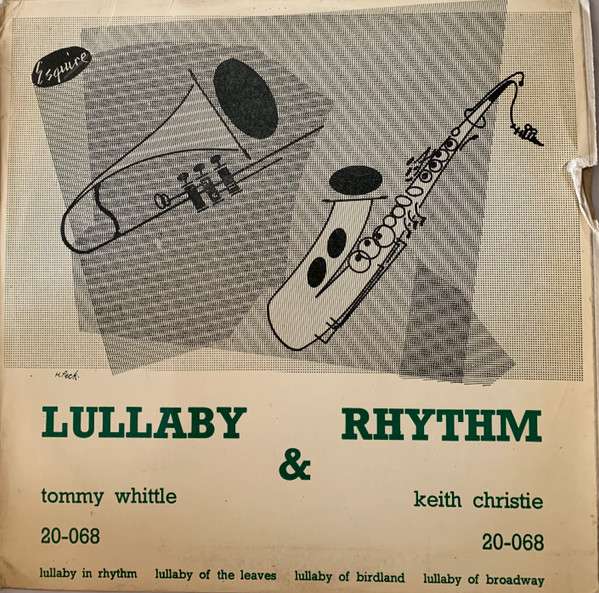 Esquire
H. Peck.
LULLABY RHYTHM
&
tommy whittle keith christie
20-068 20-068
lullaby in rhythm lullaby of the leaves lullaby of birdland lullaby of broadway